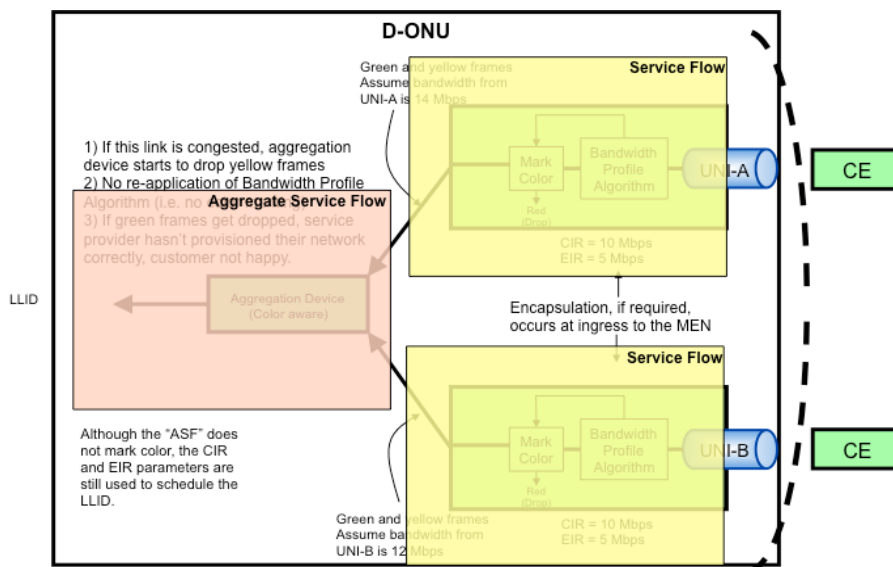 D-ONU
Green and yellow frames
Assume bandwidth from
UNI-A is 14 Mbps
Service Flow
Mark
Color
Bandwidth
Profile
Algorithm
Red
(Drop)
UNI-A
CE
CIR = 10 Mbps
EIR = 5 Mbps
1) If this link is congested, aggregation
device starts to drop yellow frames
2) No re-application of Bandwidth Profile
Algorithm (i.e. no
Aggregate Service Flow
3) If green frames get dropped, service
provider hasn't provisioned their network
correctly, customer not happy.
LLID
Aggregation Device
(Color aware)
Encapsulation, if required,
occurs at ingress to the MEN
Service Flow
Mark
Color
Bandwidth
Profile
Algorithm
Red
(Drop)
UNI-B
CE
CIR = 10 Mbps
EIR = 5 Mbps
Although the "ASF" does
not mark color, the CIR
and EIR parameters are
still used to schedule the
LLID.
Green and yellow frames
Assume bandwidth from
UNI-B is 12 Mbps